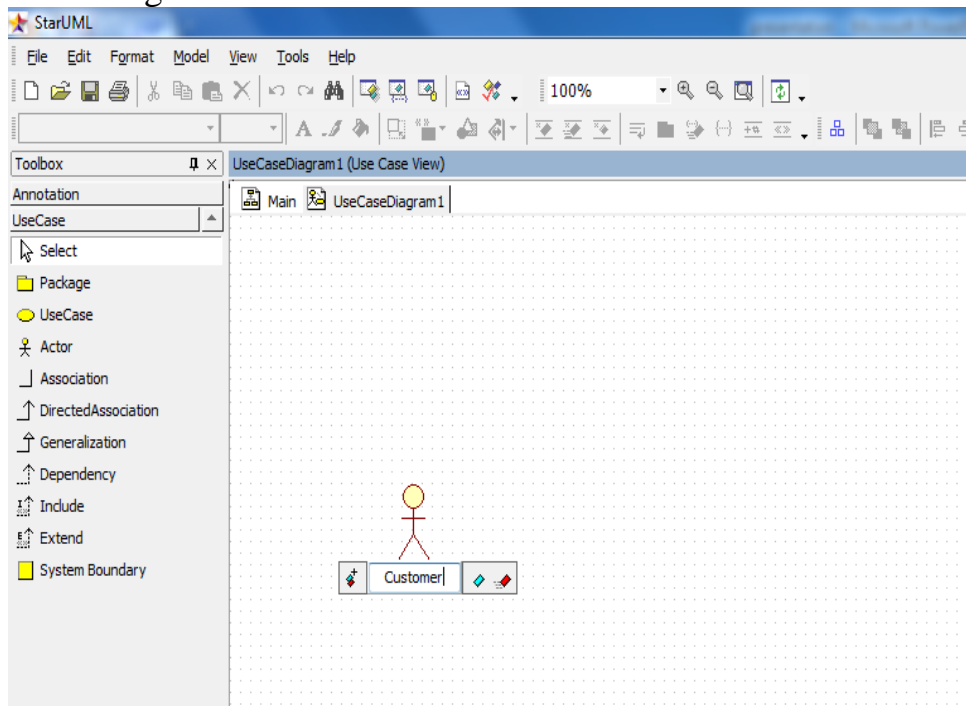 StarUML
File Edit Format Model View Tools Help
100%
Toolbox
UseCaseDiagram1 (Use Case View)
Annotation
Main UseCaseDiagram1
UseCase
Select
Package
UseCase
Actor
Association
DirectedAssociation
Generalization
Dependency
Include
Extend
System Boundary
Customer